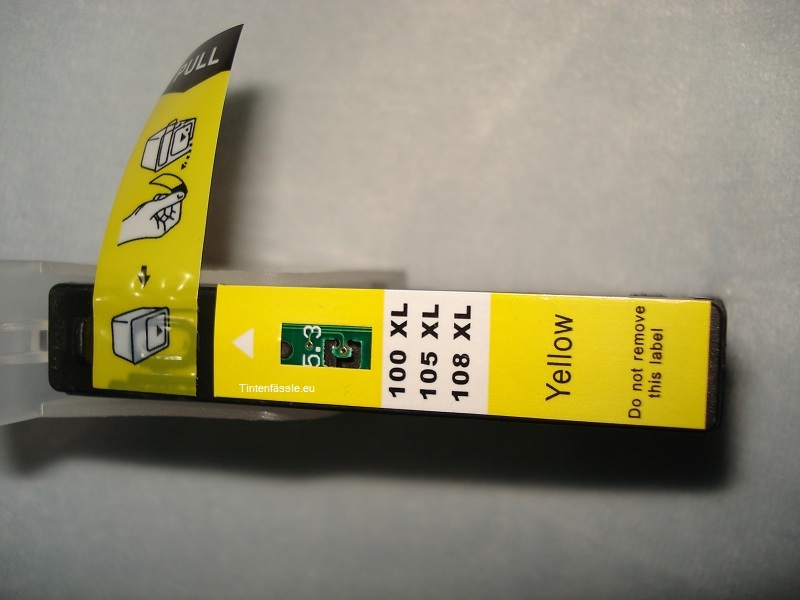 PULL
5.3
Tintenfässle.eu
100 XL
105 XL
108 XL
Yellow
Do not remove
this label